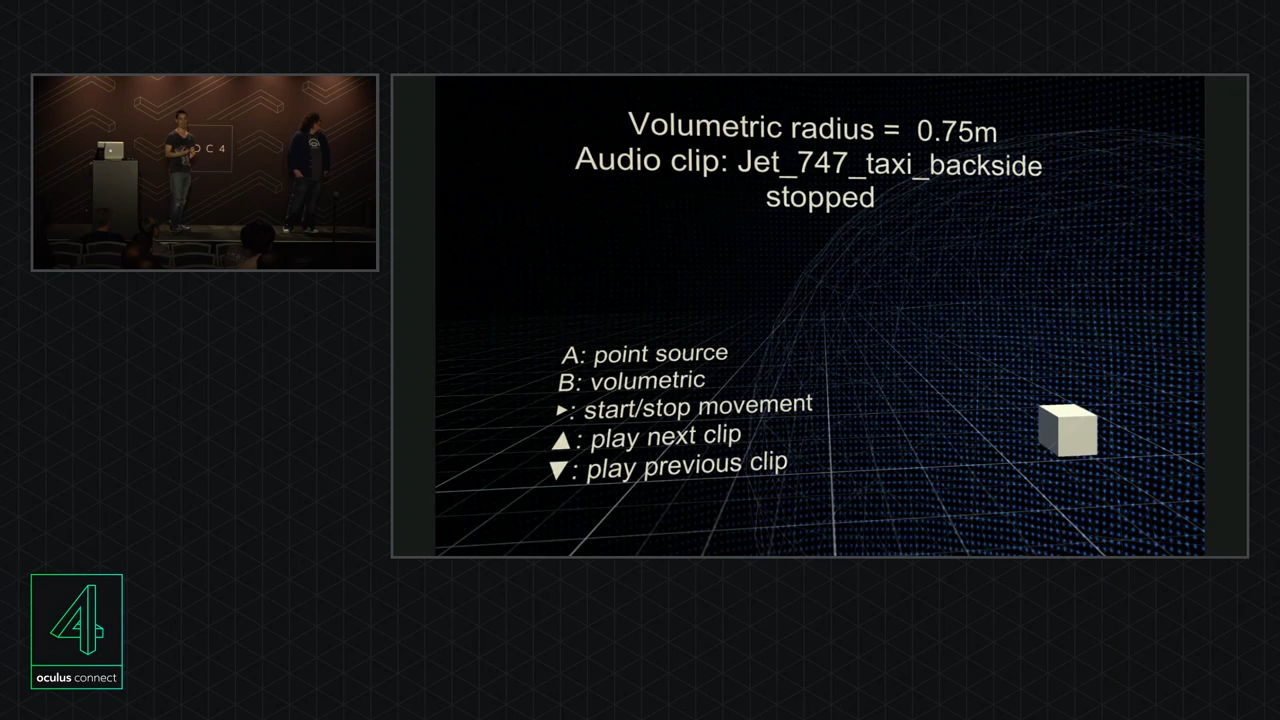 OC4
Volumetric radius = 0.75m
Audio clip: Jet_747_taxi_backside
stopped
A: point source
B: volumetric
►: start/stop movement
▲: play next clip
▼: play previous clip
4
oculus connect